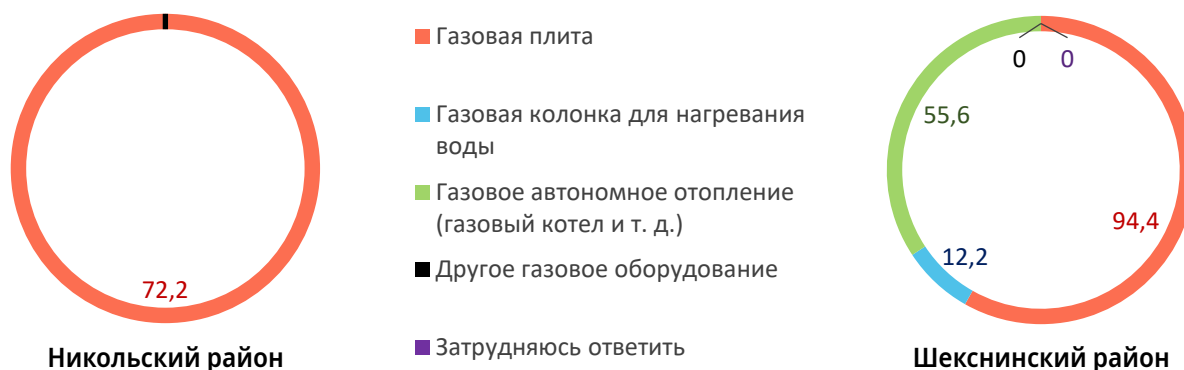 72,2
Никольский район
Газовая плита
Газовая колонка для нагревания
воды
Газовое автономное отопление
(газовый котел и т. д.)
Другое газовое оборудование
Затрудняюсь ответить
0
0
55,6
94,4
12,2
Шекснинский район